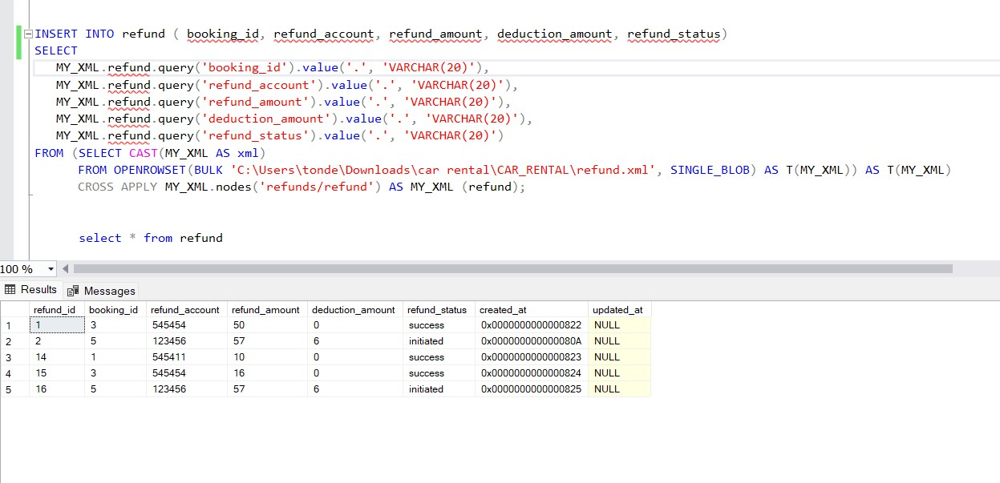 INSERT INTO refund ( booking_id, refund_account, refund_amount, deduction_amount, refund_status)
SELECT
MY_XML.refund.query('booking_id').value('.', 'VARCHAR(20)'),
MY_XML.refund.query('refund_account').value('.', 'VARCHAR(20)'),
MY_XML.refund.query('refund_amount').value('.', 'VARCHAR(20)'),
MY_XML.refund.query('deduction_amount').value('.', 'VARCHAR(20)'),
MY_XML.refund.query('refund_status').value('.', 'VARCHAR(20)')
FROM (SELECT CAST(MY_XML AS xml)
FROM OPENROWSET(BULK 'C:\Users\tonde\Downloads\car rental\CAR_RENTAL\refund.xml', SINGLE_BLOB) AS T(MY_XML)) AS T(MY_XML)
CROSS APPLY MY_XML.nodes('refunds/refund') AS MY_XML (refund);
select * from refund
100 %
Results Messages
refund_id booking_id refund_account refund_amount deduction_amount refund_status created_at updated_at
1 1 3 545454 50 0 success 0x0000000000000822 NULL
2 2 5 123456 57 6 initiated 0x000000000000080A NULL
3 14 1 545411 10 0 success 0x0000000000000823 NULL
4 15 3 545454 16 0 success 0x0000000000000824 NULL
5 16 5 123456 57 6 initiated 0x0000000000000825 NULL